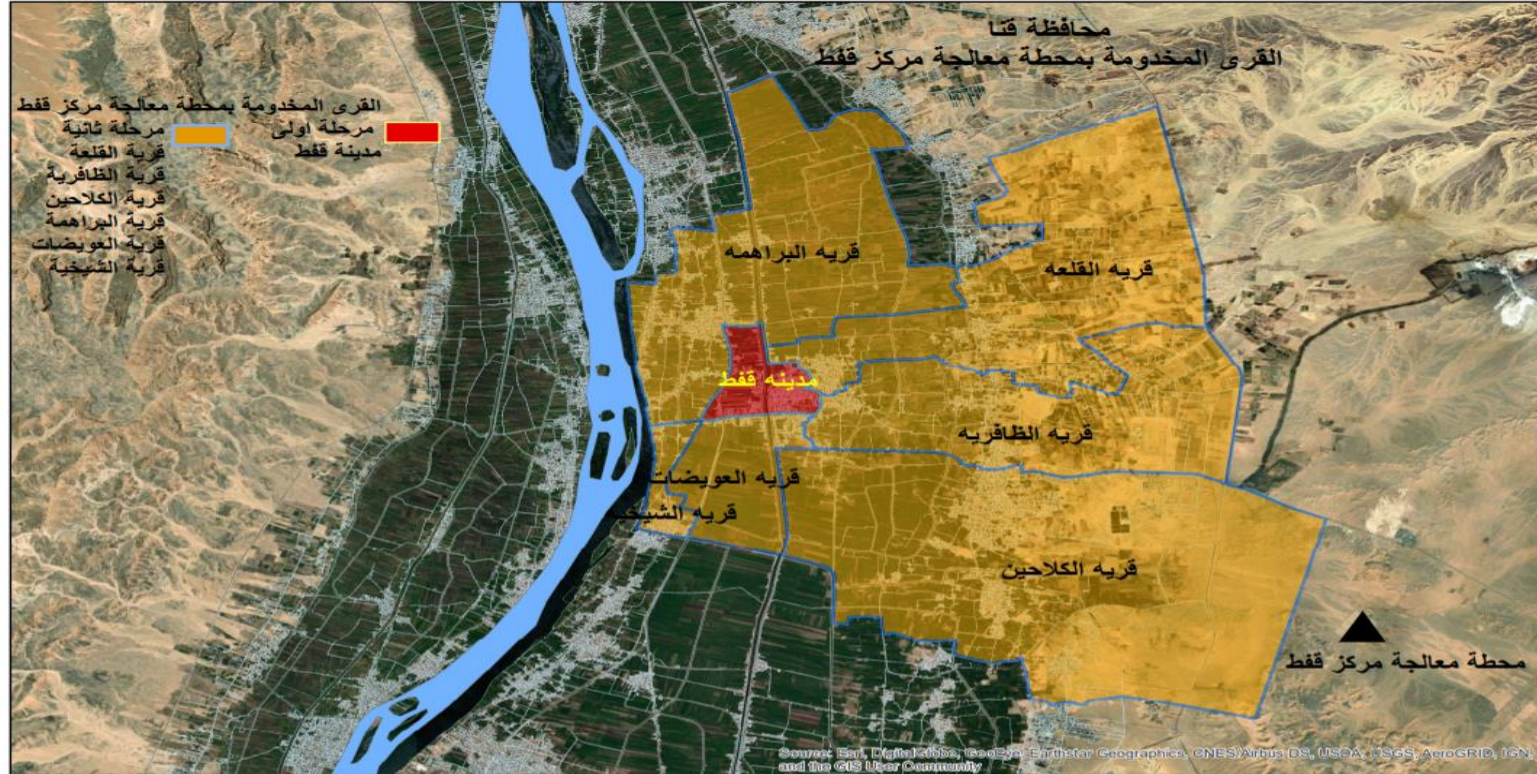 محافظة قنا
القرى المخدومة بمحطة معالجة مركز قفط
القرى المخدومة بمحطة معالجة مركز قفط
مرحلة اولى
مدينة قفط
مرحلة ثانية
قرية القلعة
قرية الظافرية
قرية الكلاحين
قرية البراهمة
قرية العويضات
قرية الشيخية
قريه البراهمه
قريه القلعه
مدينه قفط
قريه الظافريه
قريه العويضات
قريه
قريه الكلاحين
محطة معالجة مركز قفط
Source: Esri, DigitalGlobe, GeoEye, Earthstar Geographics, CNES/Airbus DS, USDA, USGS, AeroGRID, IGN,
and the GIS User Community